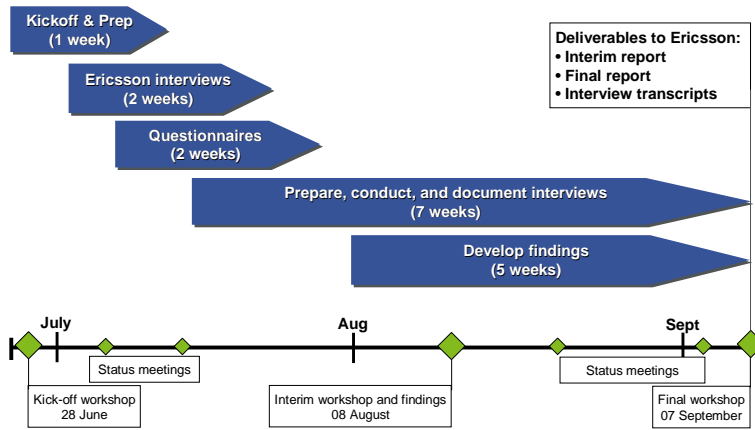 Kickoff & Prep
(1 week)
Ericsson interviews
(2 weeks)
Questionnaires
(2 weeks)
Prepare, conduct, and document interviews
(7 weeks)
Develop findings
(5 weeks)
Deliverables to Ericsson:
• Interim report
• Final report
• Interview transcripts
July
Aug
Sept
Status meetings
Status meetings
Kick-off workshop
28 June
Interim workshop and findings
08 August
Final workshop
07 September